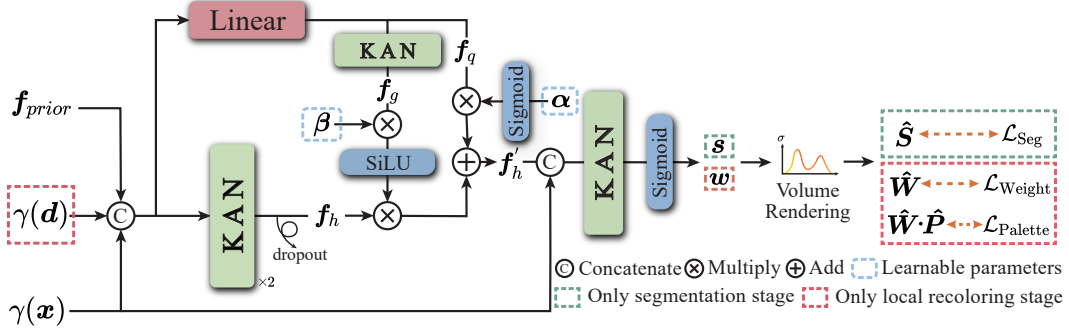 Linear
KAN
f_q
f_g
f_prior
β
Sigmoid
α
SiLU
KAN
Sigmoid
σ
s
w
Volume
Rendering
Ŝ
L_Seg
Ŵ
L_Weight
Ŵ·P̂
L_Palette
γ(d)
C
KAN
×2
dropout
f_h
f'_h
C
γ(x)
C Concatenate
Multiply
Add
Learnable parameters
Only segmentation stage
Only local recoloring stage